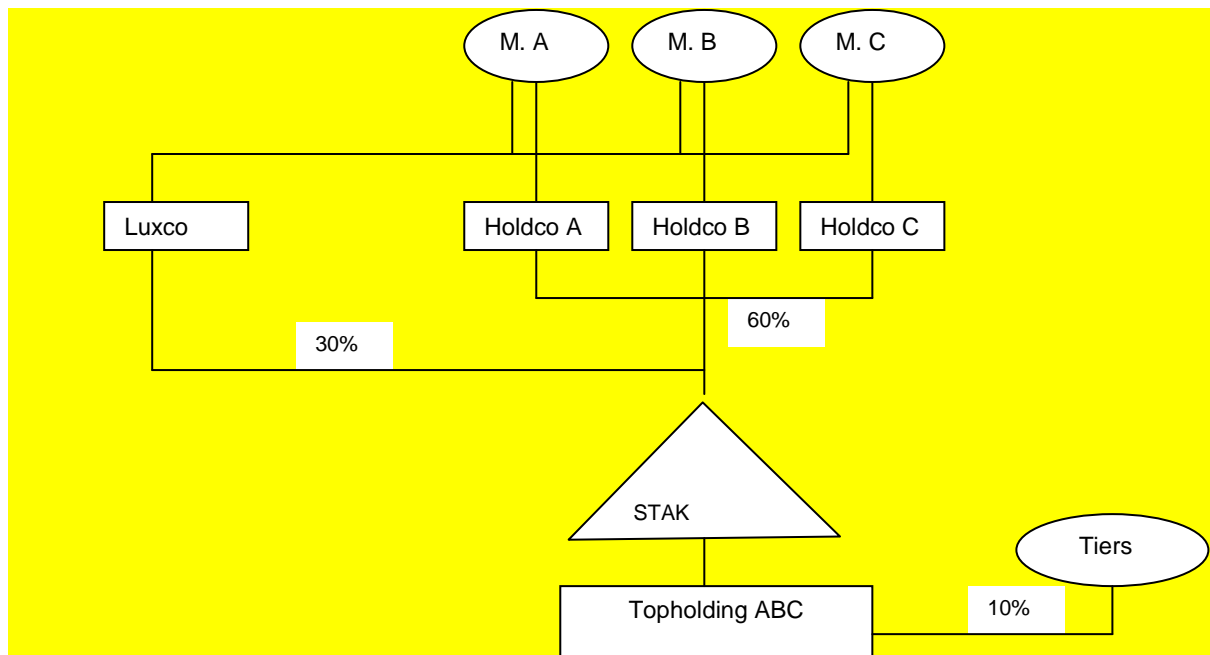 M. A
M. B
M. C
Luxco
Holdco A
Holdco B
Holdco C
60%
30%
STAK
Tiers
Topholding ABC
10%